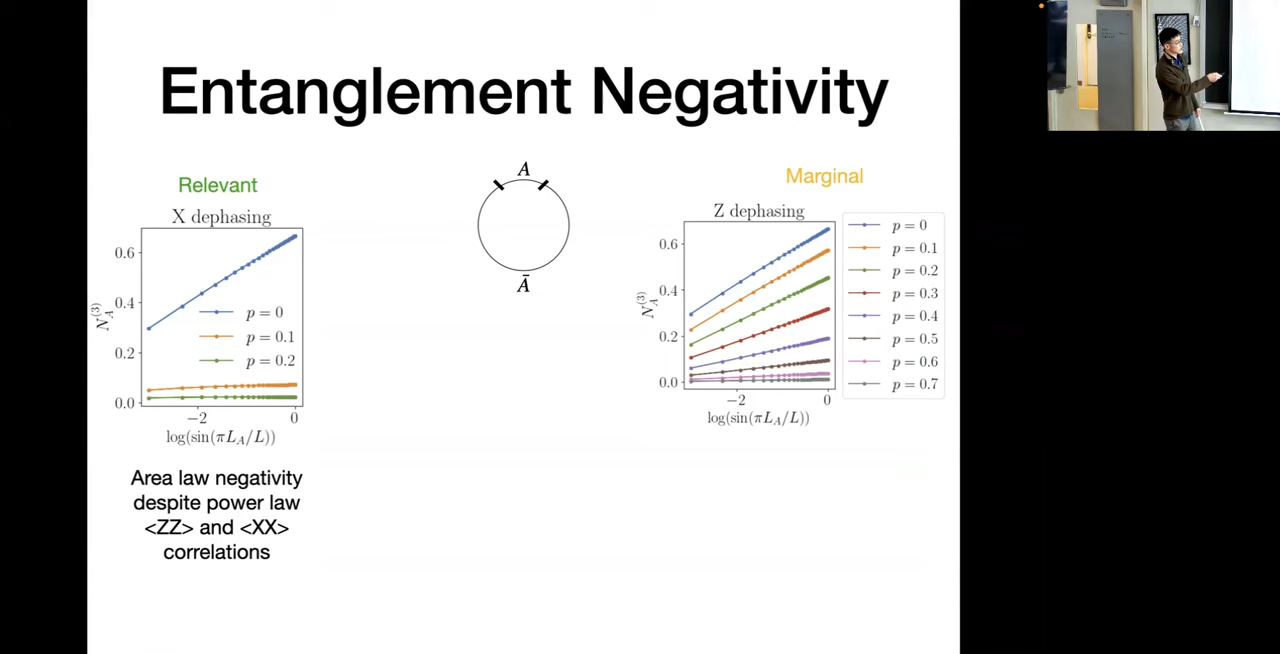 Entanglement Negativity
Relevant
X dephasing
0.6
0.4
0.2
0.0
N_A^{(3)}
p = 0
p = 0.1
p = 0.2
−2
0
log(sin(πL_A/L))
Area law negativity
despite power law
<ZZ> and <XX>
correlations
A
Ā
Marginal
Z dephasing
0.6
0.4
0.2
0.0
N_A^{(3)}
−2
0
log(sin(πL_A/L))
p = 0
p = 0.1
p = 0.2
p = 0.3
p = 0.4
p = 0.5
p = 0.6
p = 0.7